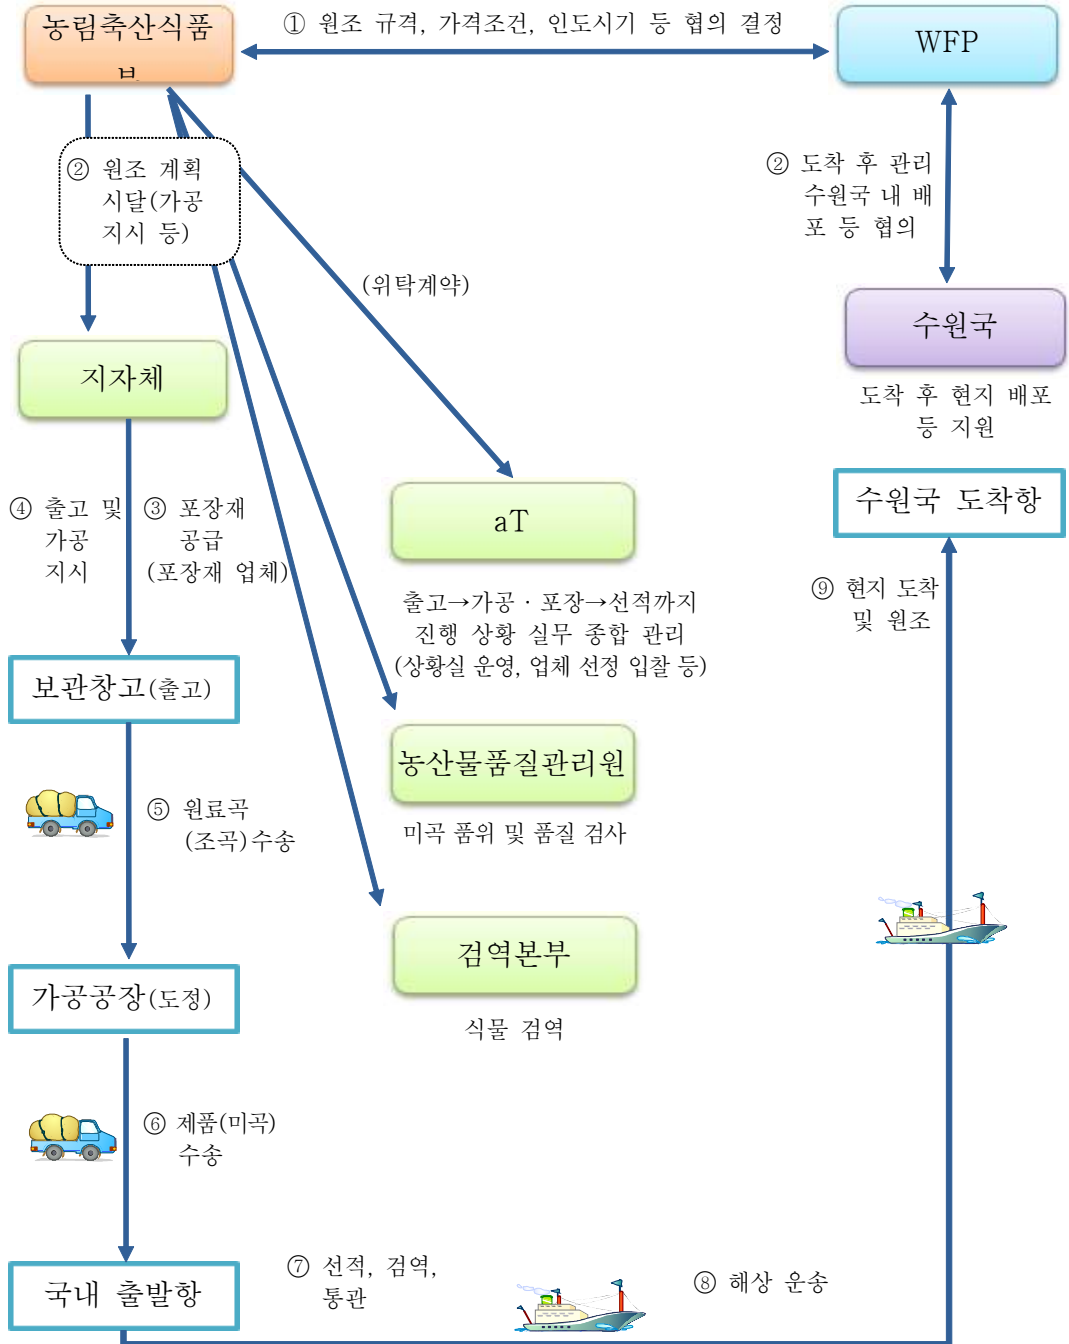 농림축산식품
부
① 원조 규격, 가격조건, 인도시기 등 협의 결정
WFP
② 원조 계획
시달(가공
지시 등)
② 도착 후 관리
수원국 내 배
포 등 협의
(위탁계약)
수원국
도착 후 현지 배포
등 지원
지자체
④ 출고 및
가공
지시
③ 포장재
공급
(포장재 업체)
aT
출고→가공·포장→선적까지
진행 상황 실무 종합 관리
(상황실 운영, 업체 선정 입찰 등)
수원국 도착항
⑨ 현지 도착
및 원조
보관창고(출고)
농산물품질관리원
미곡 품위 및 품질 검사
⑤ 원료곡
(조곡)수송
검역본부
식물 검역
가공공장(도정)
⑥ 제품(미곡)
수송
국내 출발항
⑦ 선적, 검역,
통관
⑧ 해상 운송